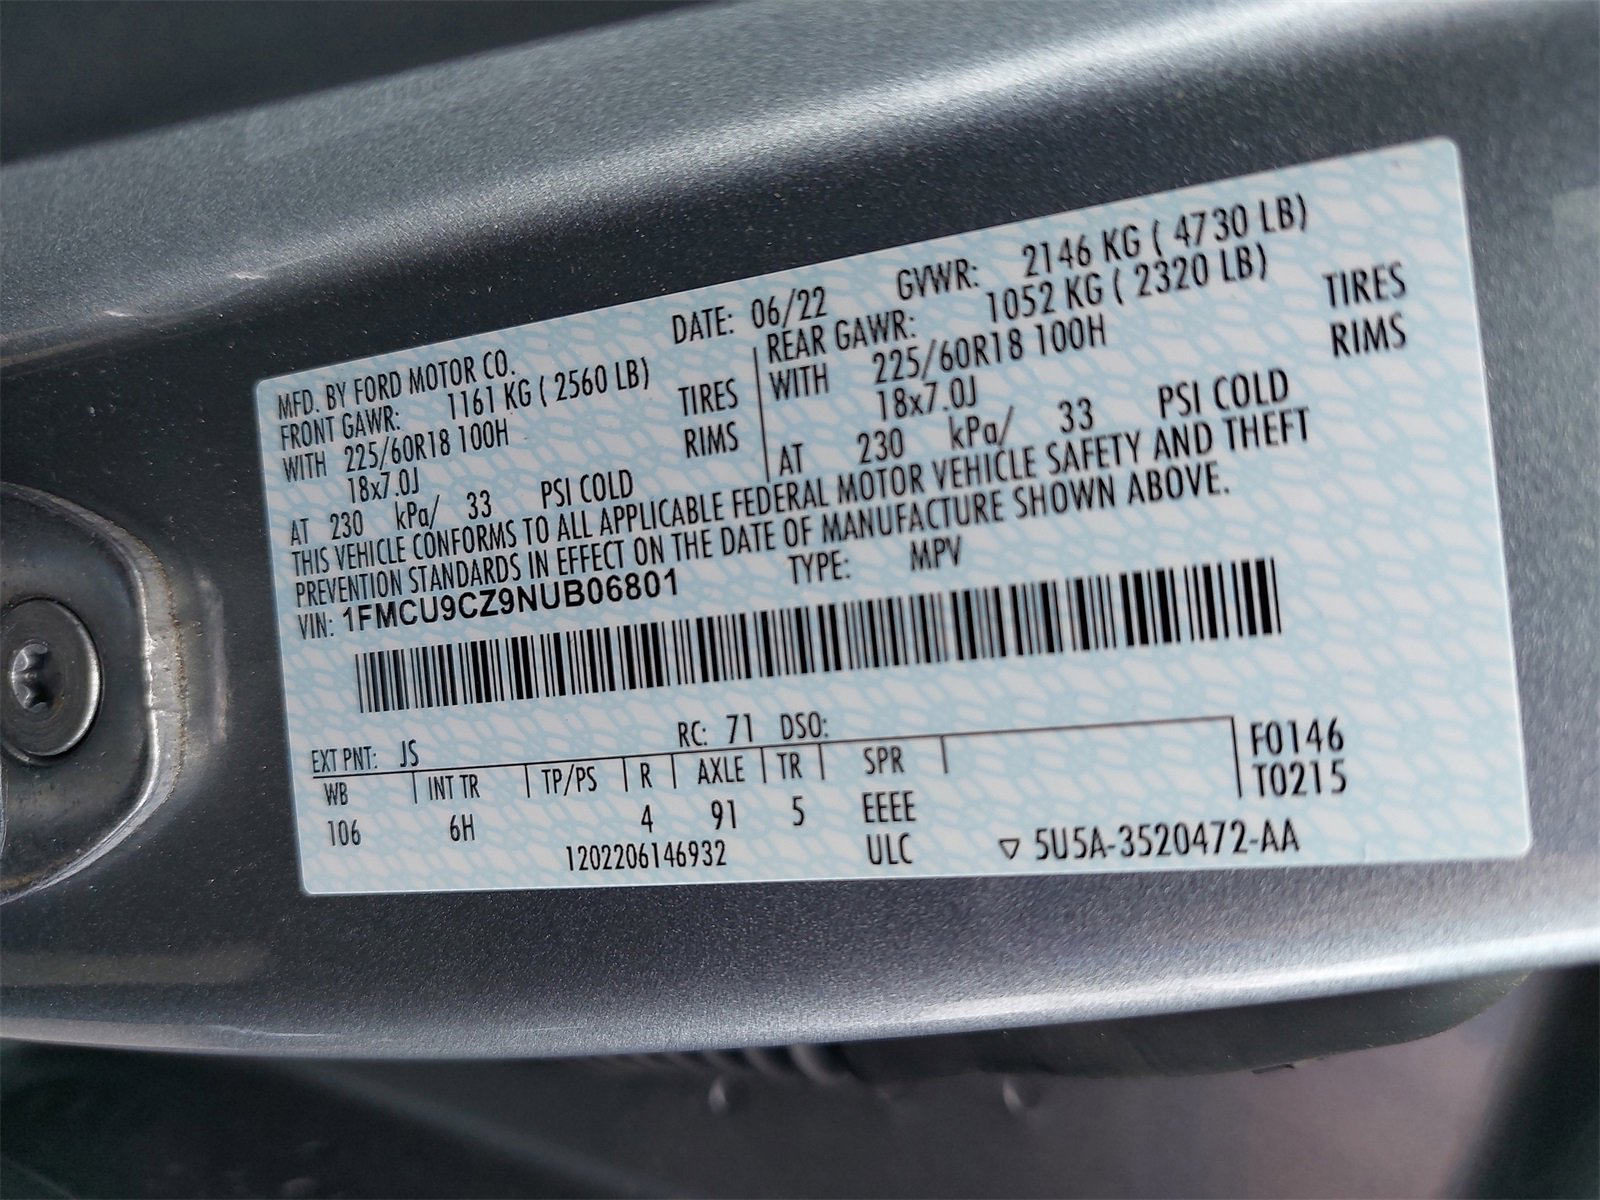 MFD. BY FORD MOTOR CO. DATE: 06/22 GVWR: 2146 KG ( 4730 LB)
FRONT GAWR: 1161 KG ( 2560 LB)
WITH 225/60R18 100H TIRES
18x7.0J RIMS
AT 230 kPa/ 33 PSI COLD
REAR GAWR: 1052 KG ( 2320 LB)
WITH 225/60R18 100H TIRES
18x7.0J RIMS
AT 230 kPa/ 33 PSI COLD
THIS VEHICLE CONFORMS TO ALL APPLICABLE FEDERAL MOTOR VEHICLE SAFETY AND THEFT
PREVENTION STANDARDS IN EFFECT ON THE DATE OF MANUFACTURE SHOWN ABOVE.
VIN: 1FMCU9CZ9NUB06801 TYPE: MPV
EXT PNT: JS RC: 71 DSO:
WB INT TR TP/PS R AXLE TR SPR F0146
106 6H 4 91 5 EEEE T0215
1202206146932 ULC ▽ 5U5A-3520472-AA